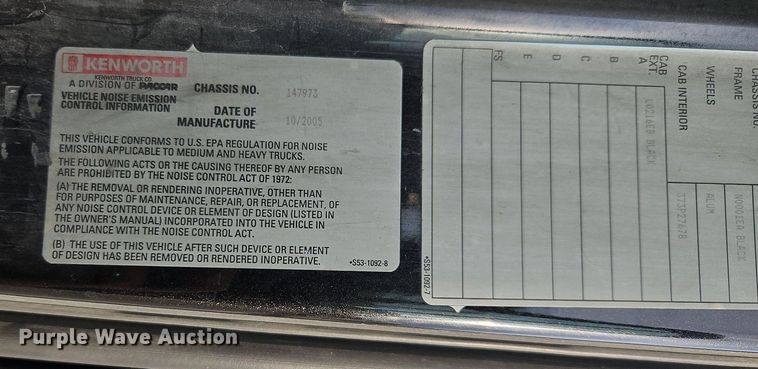 KENWORTH
KENWORTH TRUCK CO.
A DIVISION OF PACCAR
CHASSIS NO. 147973
VEHICLE NOISE EMISSION
CONTROL INFORMATION
DATE OF
MANUFACTURE 10/2005
THIS VEHICLE CONFORMS TO U.S. EPA REGULATION FOR NOISE
EMISSION APPLICABLE TO MEDIUM AND HEAVY TRUCKS.
THE FOLLOWING ACTS OR THE CAUSING THEREOF BY ANY PERSON
ARE PROHIBITED BY THE NOISE CONTROL ACT OF 1972:
(A) THE REMOVAL OR RENDERING INOPERATIVE, OTHER THAN
FOR PURPOSES OF MAINTENANCE, REPAIR, OR REPLACEMENT, OF
ANY NOISE CONTROL DEVICE OR ELEMENT OF DESIGN (LISTED IN
THE OWNER'S MANUAL) INCORPORATED INTO THE VEHICLE IN
COMPLIANCE WITH THE NOISE CONTROL ACT.
(B) THE USE OF THIS VEHICLE AFTER SUCH DEVICE OR ELEMENT
OF DESIGN HAS BEEN REMOVED OR RENDERED INOPERATIVE.
•S53-1092-8
CHASSIS NO.
FRAME N0001EA BLACK
WHEELS ALUM
CAB INTERIOR
CAB
EXT. A L0216EB BLACK
B
C
D
E
FS
•S53-1092-7
Purple Wave Auction